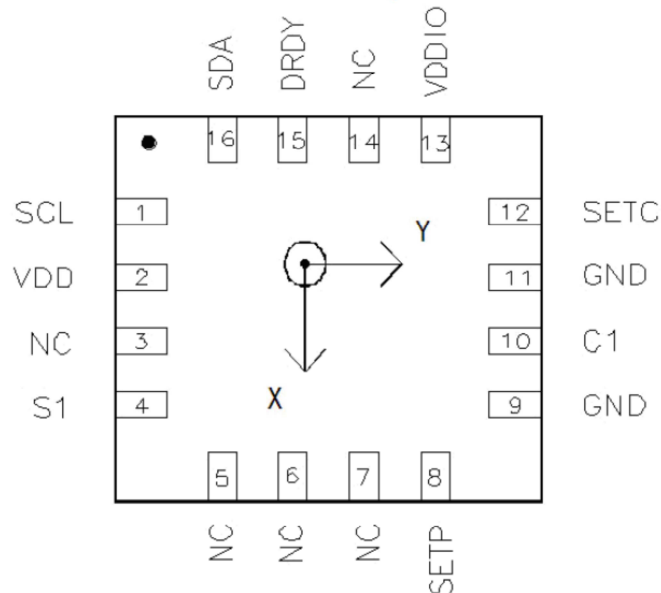 SDA DRDY NC VDDIO
16 15 14 13
SCL 1 12 SETC
Y
VDD 2 11 GND
NC 3 10 C1
X
S1 4 9 GND
5 6 7 8
NC NC NC SETP